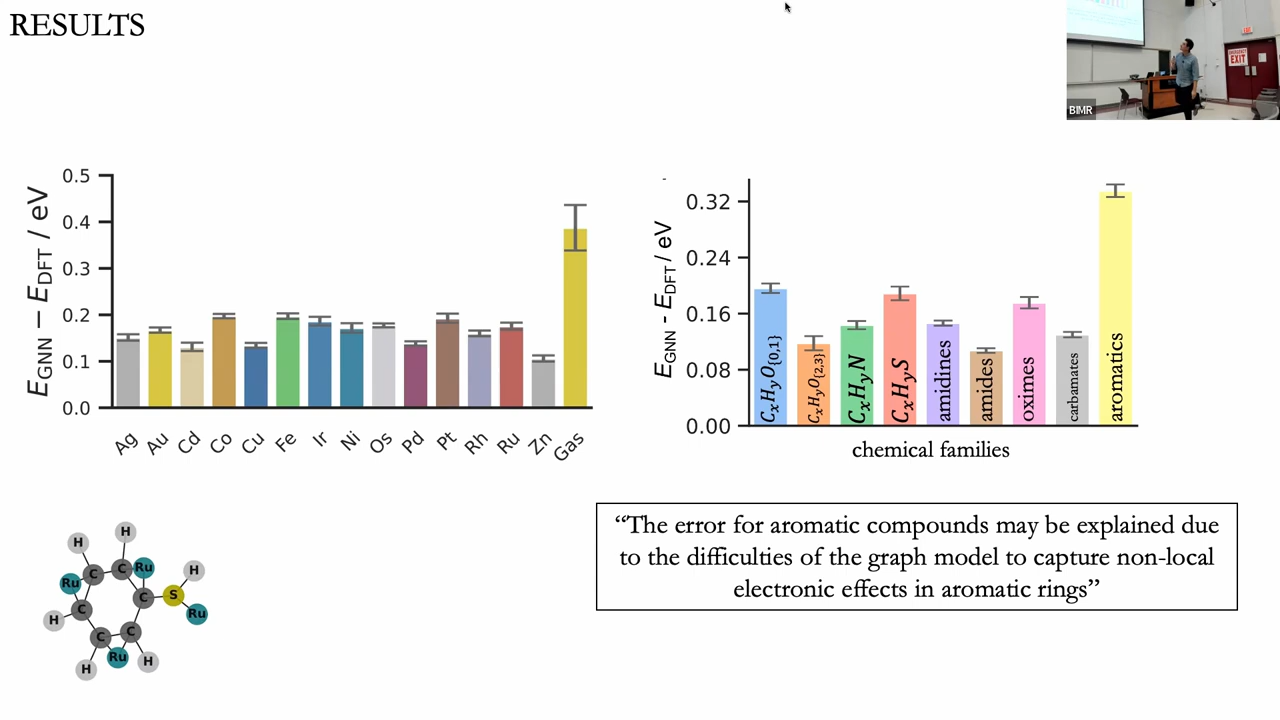 RESULTS
EMERGENCY
EXIT
BIMR
E_GNN − E_DFT / eV
0.5
0.4
0.3
0.2
0.1
0.0
Ag Au Cd Co Cu Fe Ir Ni Os Pd Pt Rh Ru Zn Gas
E_GNN - E_DFT / eV
0.32
0.24
0.16
0.08
0.00
C_xH_yO_{0,1}
C_xH_yO_{2,3}
C_xH_yN
C_xH_yS
amidines
amides
oximes
carbamates
aromatics
chemical families
H
H
Ru C C Ru H
C C S
H Ru
C C
Ru H
H
“The error for aromatic compounds may be explained due
to the difficulties of the graph model to capture non-local
electronic effects in aromatic rings”